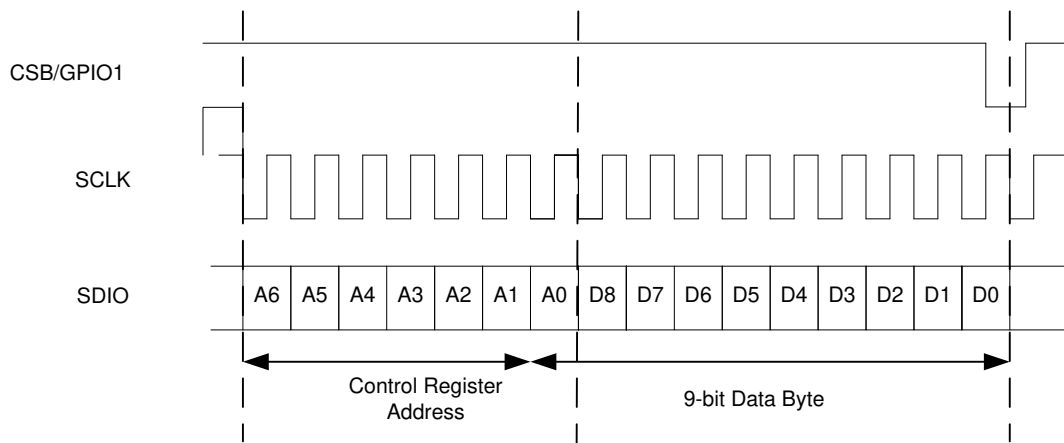 CSB/GPIO1
SCLK
SDIO
A6 A5 A4 A3 A2 A1 A0 D8 D7 D6 D5 D4 D3 D2 D1 D0
Control Register
Address
9-bit Data Byte